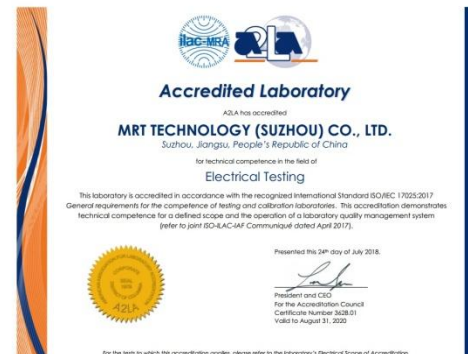 ilac-MRA
A2LA
Accredited Laboratory
A2LA has accredited
MRT TECHNOLOGY (SUZHOU) CO., LTD.
Suzhou, Jiangsu, People's Republic of China
for technical competence in the field of
Electrical Testing
This laboratory is accredited in accordance with the recognized International Standard ISO/IEC 17025:2017
General requirements for the competence of testing and calibration laboratories. This accreditation demonstrates
technical competence for a defined scope and the operation of a laboratory quality management system
(refer to joint ISO-ILAC-IAF Communiqué dated April 2017).
Presented this 24th day of July 2018.
President and CEO
For the Accreditation Council
Certificate Number 3628.01
Valid to August 31, 2020
CORPORATE
SEAL
A2LA
For the tests to which this accreditation applies, please refer to the laboratory's Electrical Scope of Accreditation.